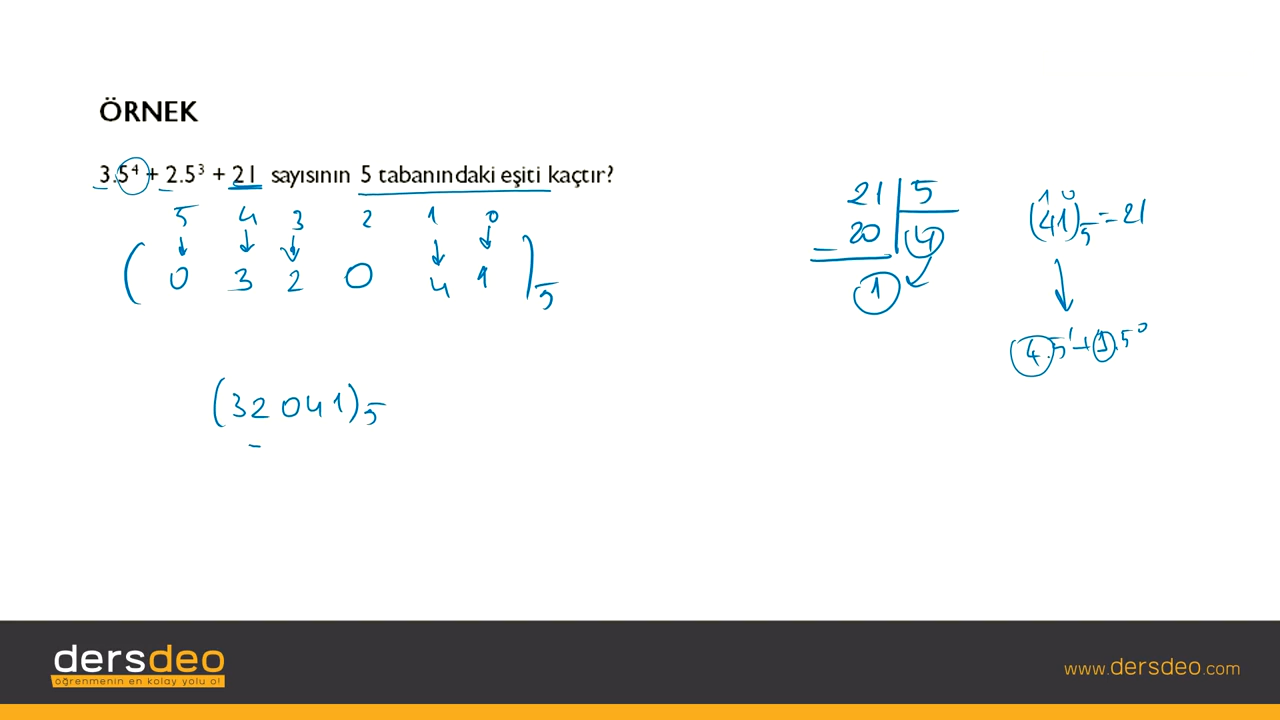 ÖRNEK
3.5⁴ + 2.5³ + 21 sayısının 5 tabanındaki eşiti kaçtır?
5 4 3 2 1 0
( 0 3 2 0 4 1 )₅
(32041)₅
21 | 5
20 4
1
1 0
(41)₅ = 21
4.5¹+1.5⁰
dersdeo
öğrenmenin en kolay yolu o!
www.dersdeo.com